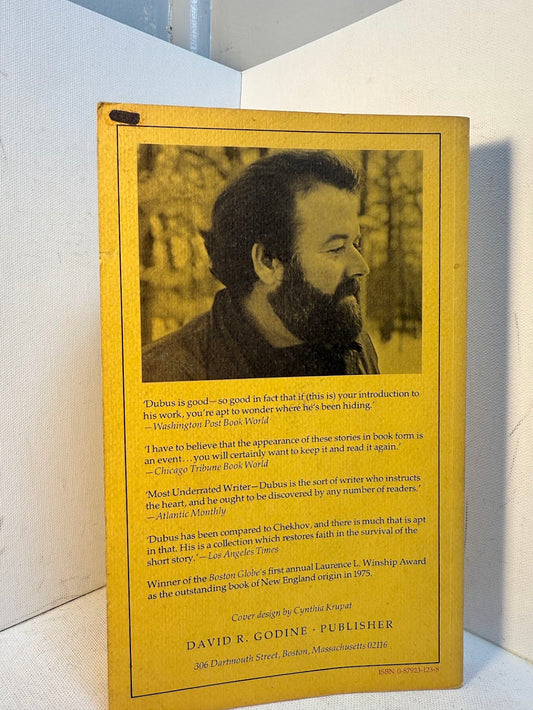 ‘Dubus is good—so good in fact that if (this is) your introduction to
his work, you're apt to wonder where he's been hiding.’
—Washington Post Book World
‘I have to believe that the appearance of these stories in book form is
an event...you will certainly want to keep it and read it again.’
—Chicago Tribune Book World
‘Most Underrated Writer—Dubus is the sort of writer who instructs
the heart, and he ought to be discovered by any number of readers.’
—Atlantic Monthly
‘Dubus has been compared to Chekhov, and there is much that is apt
in that. His is a collection which restores faith in the survival of the
short story.’—Los Angeles Times
Winner of the Boston Globe's first annual Laurence L. Winship Award
as the outstanding book of New England origin in 1975.
Cover design by Cynthia Krupat
DAVID R. GODINE · PUBLISHER
306 Dartmouth Street, Boston, Massachusetts 02116
ISBN 0-87923-123-8